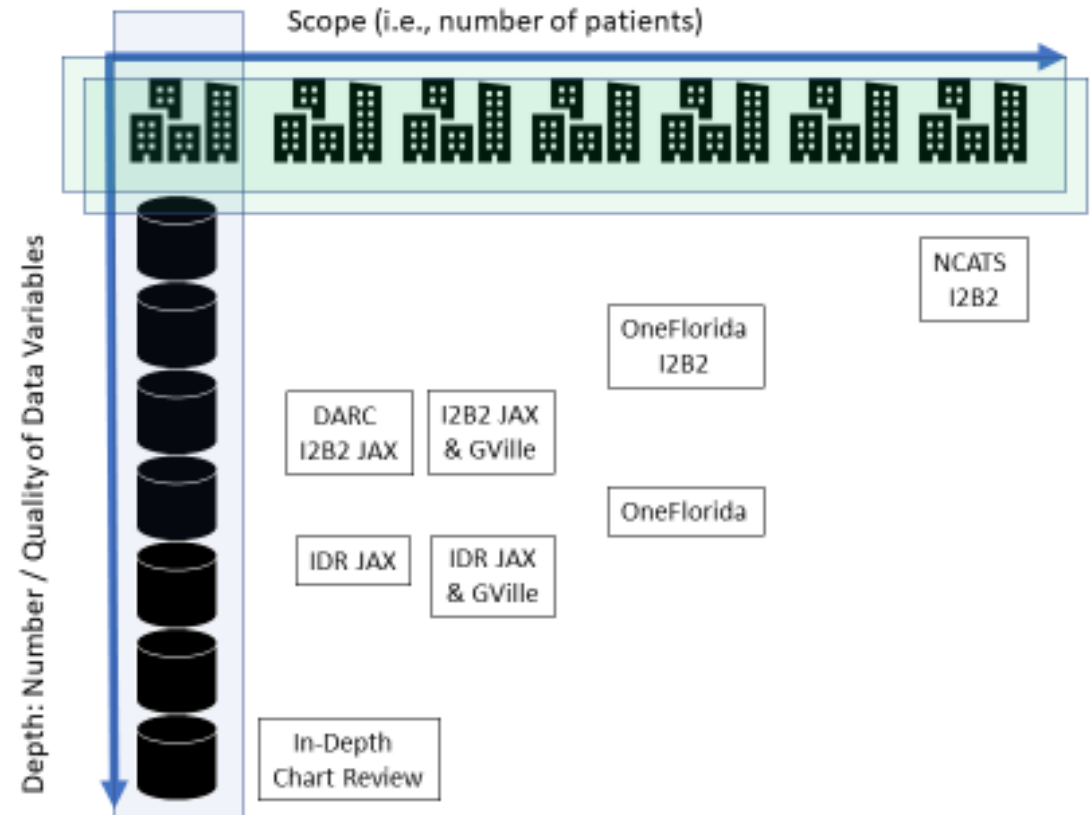 Scope (i.e., number of patients)
Depth: Number / Quality of Data Variables
NCATS
I2B2
OneFlorida
I2B2
DARC
I2B2 JAX
I2B2 JAX
& GVille
OneFlorida
IDR JAX
IDR JAX
& GVille
In-Depth
Chart Review